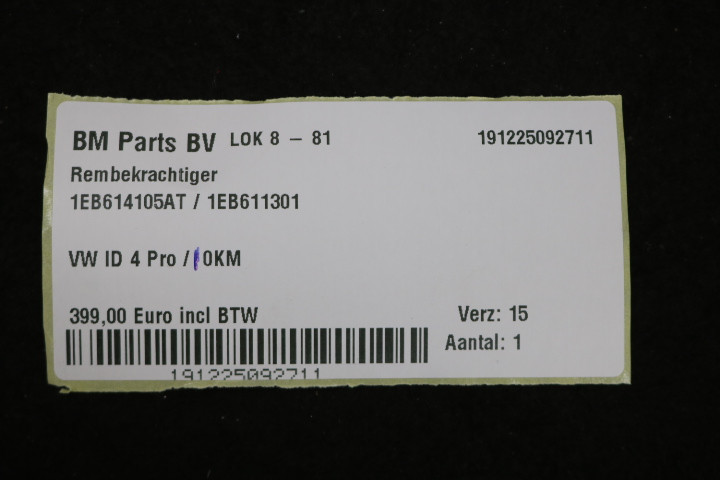 BM Parts BV LOK 8 – 81 191225092711
Rembekrachtiger
1EB614105AT / 1EB611301
VW ID 4 Pro / 10KM
399,00 Euro incl BTW Verz: 15
Aantal: 1
191225092711